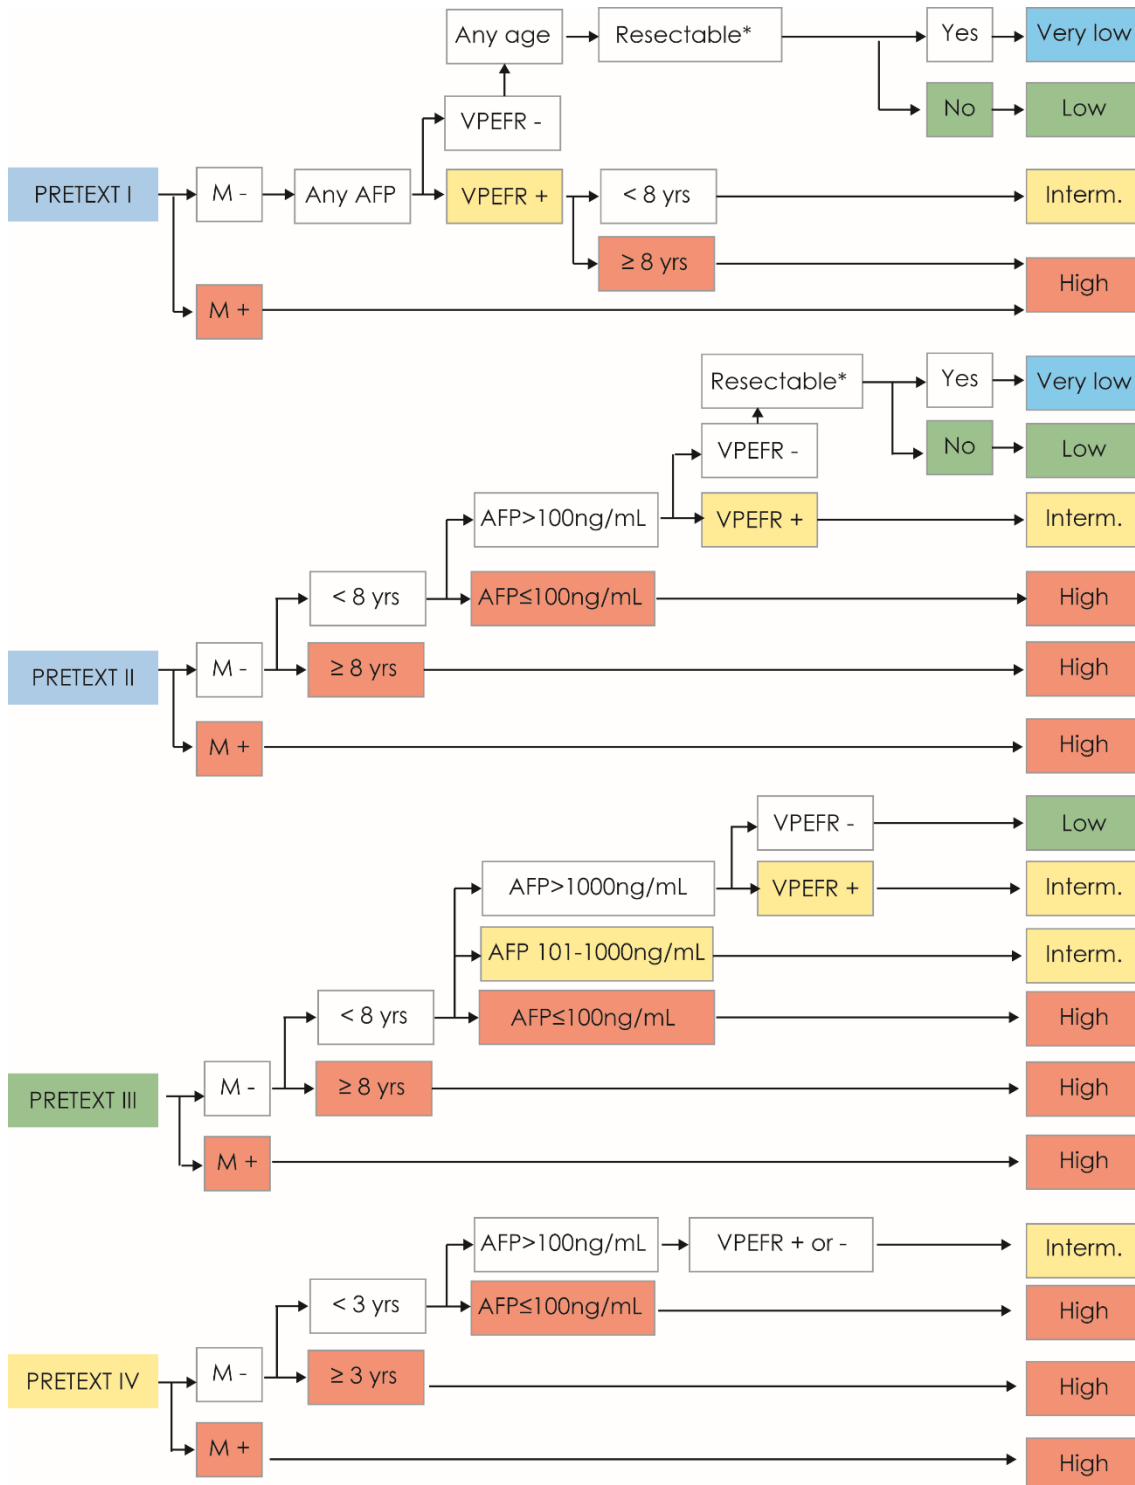 Any age
Resectable*
Yes
Very low
VPEFR -
No
Low
PRETEXT I
M -
Any AFP
VPEFR +
< 8 yrs
Interm.
≥ 8 yrs
High
M +
Resectable*
Yes
Very low
VPEFR -
No
Low
AFP>100ng/mL
VPEFR +
Interm.
< 8 yrs
AFP≤100ng/mL
High
PRETEXT II
M -
≥ 8 yrs
High
M +
High
VPEFR -
Low
AFP>1000ng/mL
VPEFR +
Interm.
AFP 101-1000ng/mL
Interm.
< 8 yrs
AFP≤100ng/mL
High
PRETEXT III
M -
≥ 8 yrs
High
M +
High
AFP>100ng/mL
VPEFR + or -
Interm.
< 3 yrs
AFP≤100ng/mL
High
PRETEXT IV
M -
≥ 3 yrs
High
M +
High